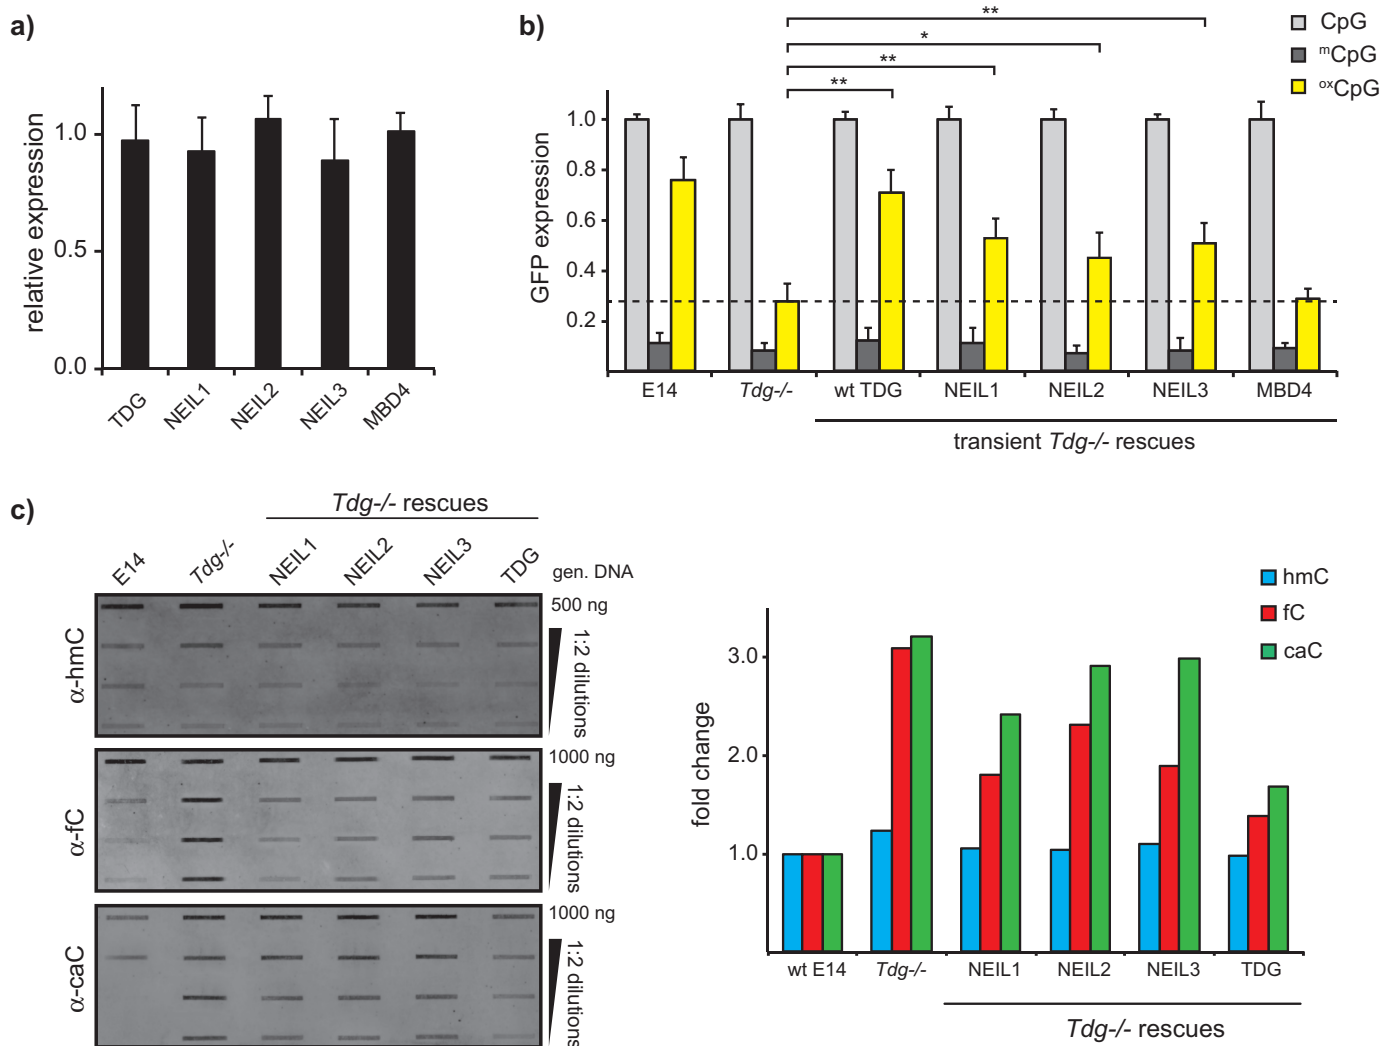 a)
relative expression
1.0
0.5
0.0
TDG
NEIL1
NEIL2
NEIL3
MBD4
b)
**
*
**
**
CpG
mCpG
oxCpG
GFP expression
1.0
0.8
0.6
0.4
0.2
E14
Tdg-/-
wt TDG
NEIL1
NEIL2
NEIL3
MBD4
transient Tdg-/- rescues
c)
Tdg-/- rescues
E14
Tdg-/-
NEIL1
NEIL2
NEIL3
TDG
gen. DNA
α-hmC
500 ng
1:2 dilutions
α-fC
1000 ng
1:2 dilutions
α-caC
1000 ng
1:2 dilutions
hmC
fC
caC
fold change
3.0
2.0
1.0
wt E14
Tdg-/-
NEIL1
NEIL2
NEIL3
TDG
Tdg-/- rescues